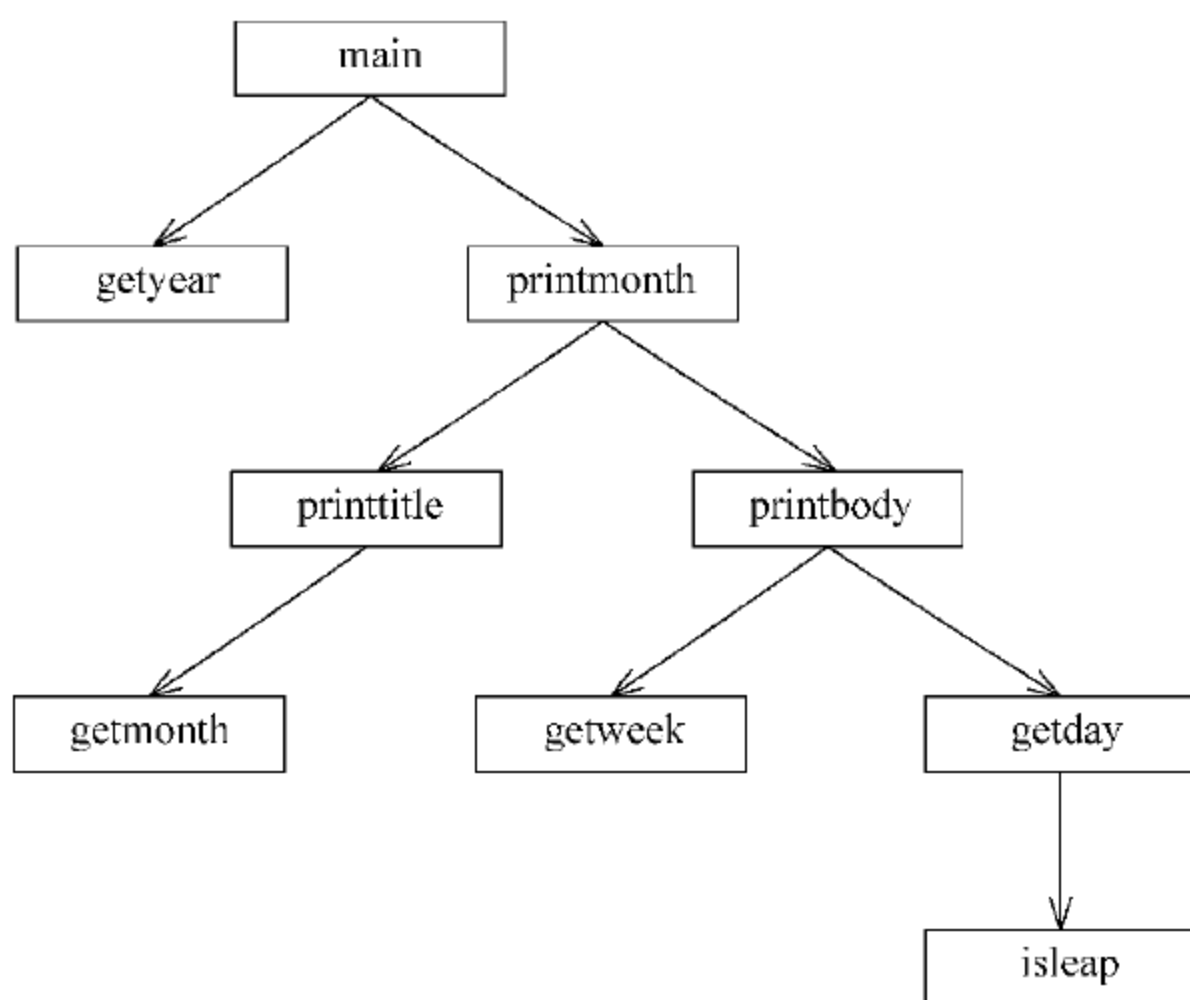 main
getyear
printmonth
printtitle
printbody
getmonth
getweek
getday
isleap